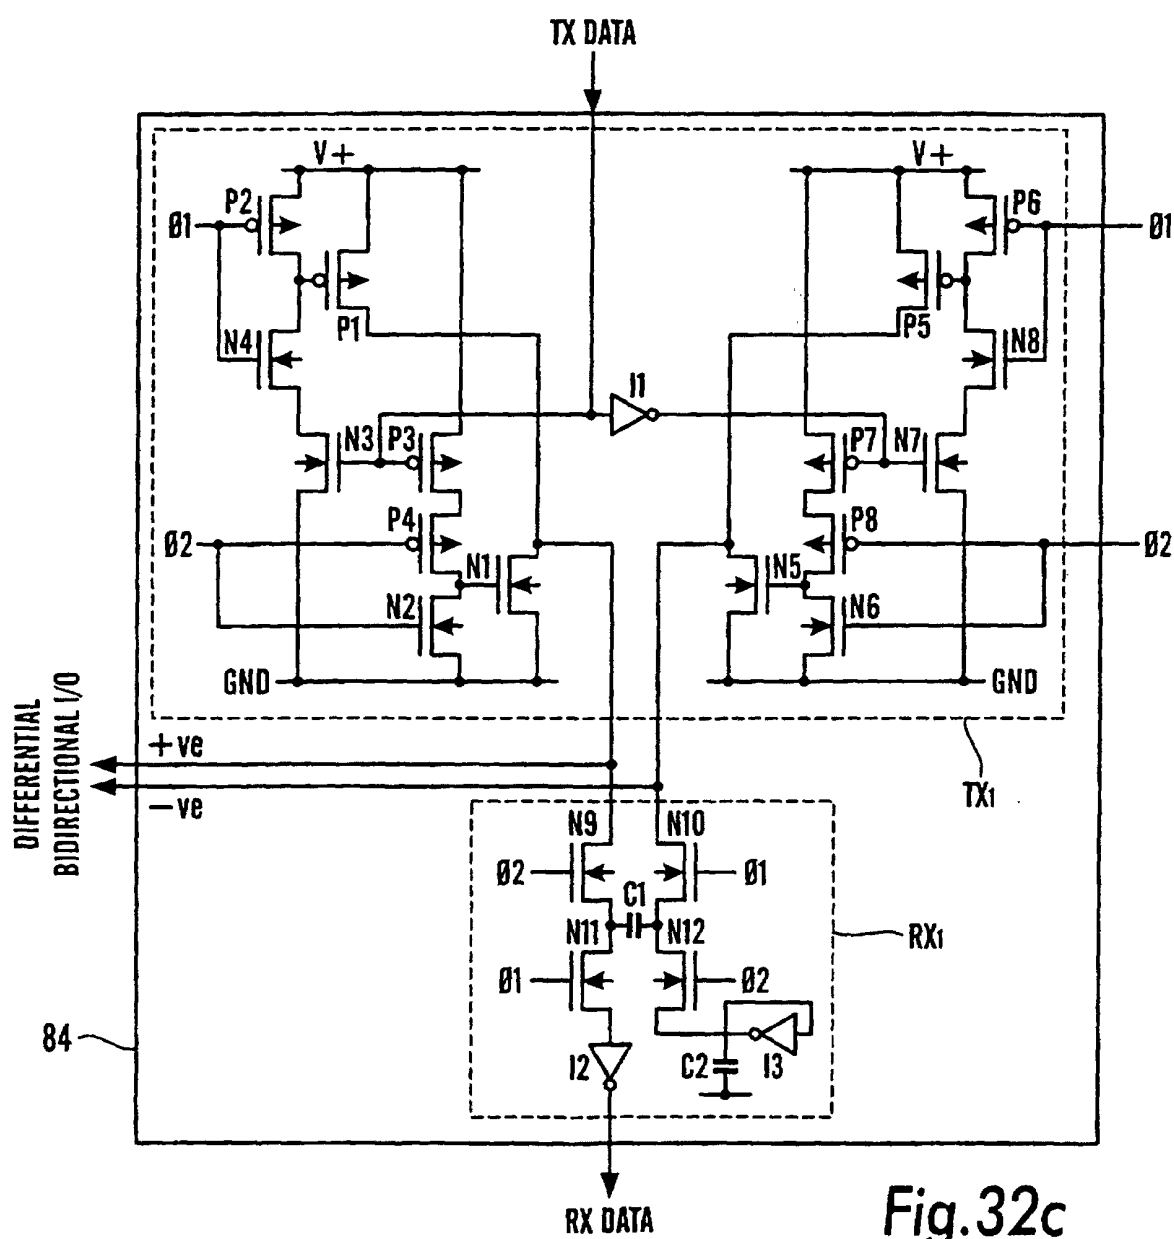 TX DATA
V+ V+
P2 P6
Ø1 Ø1
P1 P5
N4 N8
I1
N3 P3 P7 N7
P4 P8
Ø2 Ø2
N1 N5
N2 N6
GND GND
DIFFERENTIAL
BIDIRECTIONAL I/O
+ve
−ve
TX1
N9 N10
Ø2 Ø1
C1
N11 N12
RX1
Ø1 Ø2
84
I2 C2 I3
RX DATA
Fig.32c